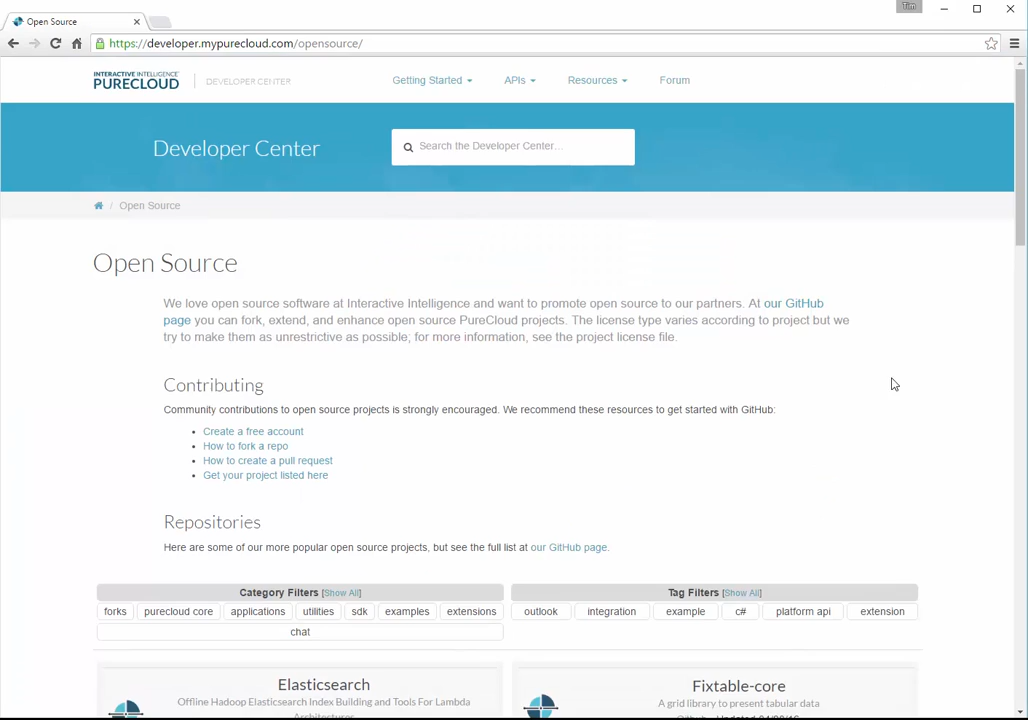 Tim
Open Source
https://developer.mypurecloud.com/opensource/
INTERACTIVE INTELLIGENCE
PURECLOUD
DEVELOPER CENTER
Getting Started
APIs
Resources
Forum
Developer Center
Search the Developer Center...
/ Open Source
Open Source
We love open source software at Interactive Intelligence and want to promote open source to our partners. At our GitHub
page you can fork, extend, and enhance open source PureCloud projects. The license type varies according to project but we
try to make them as unrestrictive as possible; for more information, see the project license file.
Contributing
Community contributions to open source projects is strongly encouraged. We recommend these resources to get started with GitHub:
• Create a free account
• How to fork a repo
• How to create a pull request
• Get your project listed here
Repositories
Here are some of our more popular open source projects, but see the full list at our GitHub page.
Category Filters [Show All]
forks purecloud core applications utilities sdk examples extensions
chat
Tag Filters [Show All]
outlook integration example c# platform api extension
Elasticsearch
Offline Hadoop Elasticsearch Index Building and Tools For Lambda
Architectures
Fixtable-core
A grid library to present tabular data